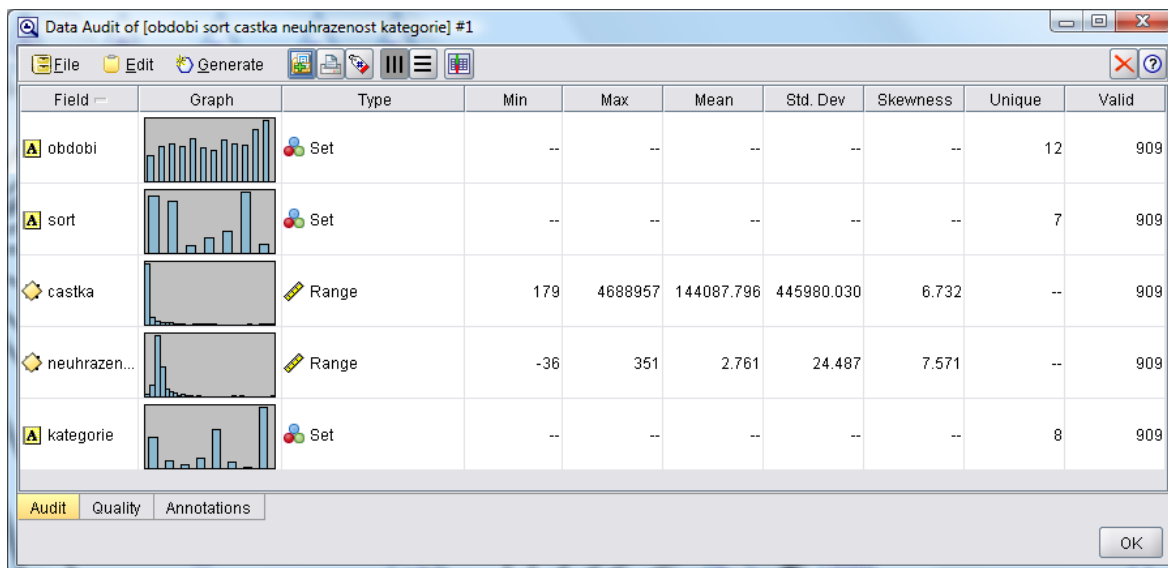 Data Audit of [obdobi sort castka neuhrazenost kategorie] #1
File Edit Generate
Field Graph Type Min Max Mean Std. Dev Skewness Unique Valid
A obdobi Set -- -- -- -- -- 12 909
A sort Set -- -- -- -- -- 7 909
castka Range 179 4688957 144087.796 445980.030 6.732 -- 909
neuhrazen... Range -36 351 2.761 24.487 7.571 -- 909
A kategorie Set -- -- -- -- -- 8 909
Audit Quality Annotations
OK